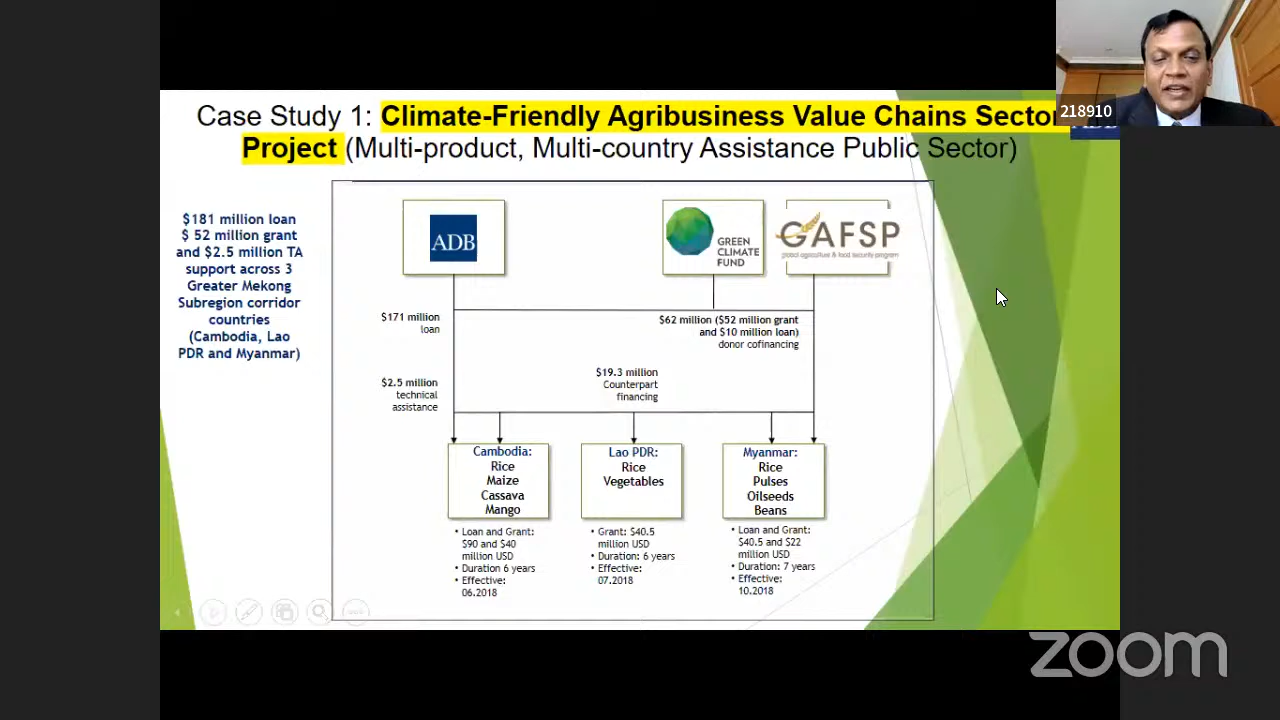 Case Study 1: Climate-Friendly Agribusiness Value Chains Sector
Project (Multi-product, Multi-country Assistance Public Sector)
218910
$181 million loan
$ 52 million grant
and $2.5 million TA
support across 3
Greater Mekong
Subregion corridor
countries
(Cambodia, Lao
PDR and Myanmar)
ADB
GREEN
CLIMATE
FUND
GAFSP
global agriculture & food security program
$171 million
loan
$62 million ($52 million grant
and $10 million loan)
donor cofinancing
$2.5 million
technical
assistance
$19.3 million
Counterpart
financing
Cambodia:
Rice
Maize
Cassava
Mango
Lao PDR:
Rice
Vegetables
Myanmar:
Rice
Pulses
Oilseeds
Beans
• Loan and Grant:
$90 and $40
million USD
• Duration 6 years
• Effective:
06.2018
• Grant: $40.5
million USD
• Duration: 6 years
• Effective:
07.2018
• Loan and Grant:
$40.5 and $22
million USD
• Duration: 7 years
• Effective:
10.2018
zoom